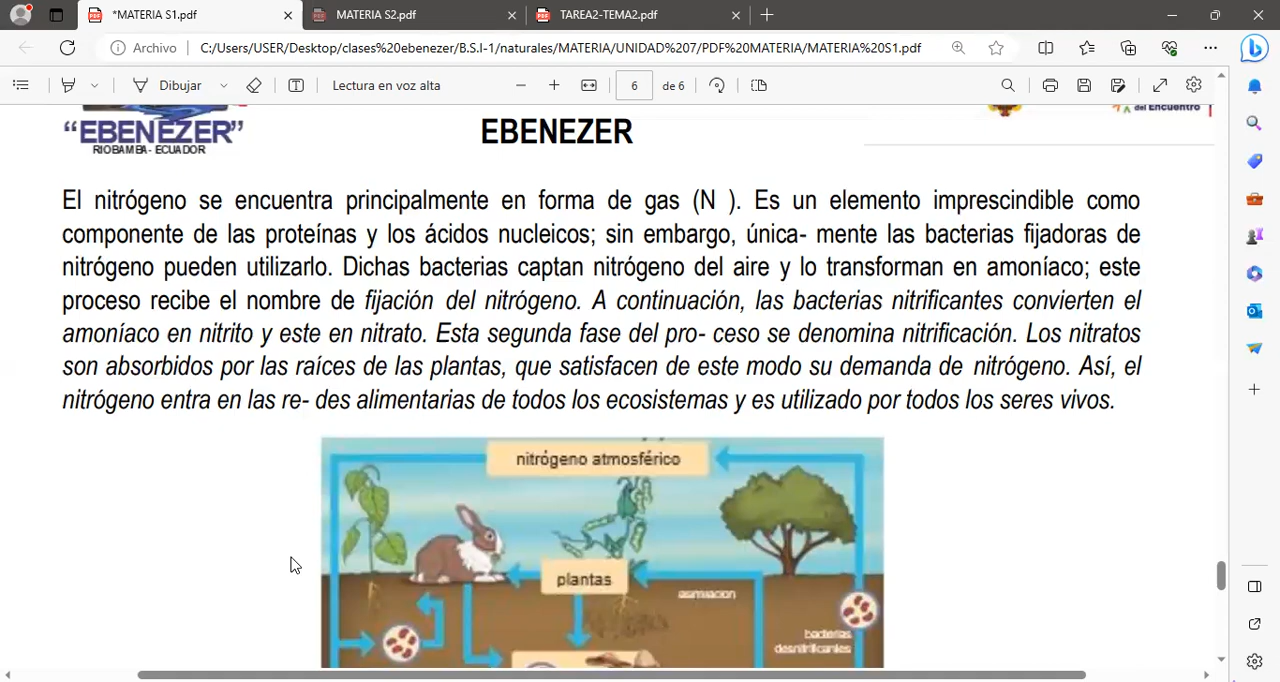 *MATERIA S1.pdf
MATERIA S2.pdf
TAREA2-TEMA2.pdf
Archivo
C:/Users/USER/Desktop/clases%20ebenezer/B.S.I-1/naturales/MATERIA/UNIDAD%207/PDF%20MATERIA/MATERIA%20S1.pdf
Dibujar
Lectura en voz alta
6
de 6
"EBENEZER"
RIOBAMBA- ECUADOR
EBENEZER
del Encuentro
El nitrógeno se encuentra principalmente en forma de gas (N ). Es un elemento imprescindible como
componente de las proteínas y los ácidos nucleicos; sin embargo, única- mente las bacterias fijadoras de
nitrógeno pueden utilizarlo. Dichas bacterias captan nitrógeno del aire y lo transforman en amoníaco; este
proceso recibe el nombre de fijación del nitrógeno. A continuación, las bacterias nitrificantes convierten el
amoníaco en nitrito y este en nitrato. Esta segunda fase del pro- ceso se denomina nitrificación. Los nitratos
son absorbidos por las raíces de las plantas, que satisfacen de este modo su demanda de nitrógeno. Así, el
nitrógeno entra en las re- des alimentarias de todos los ecosistemas y es utilizado por todos los seres vivos.
nitrógeno atmosférico
plantas
asimilacion
bacterias
desnitrificantes